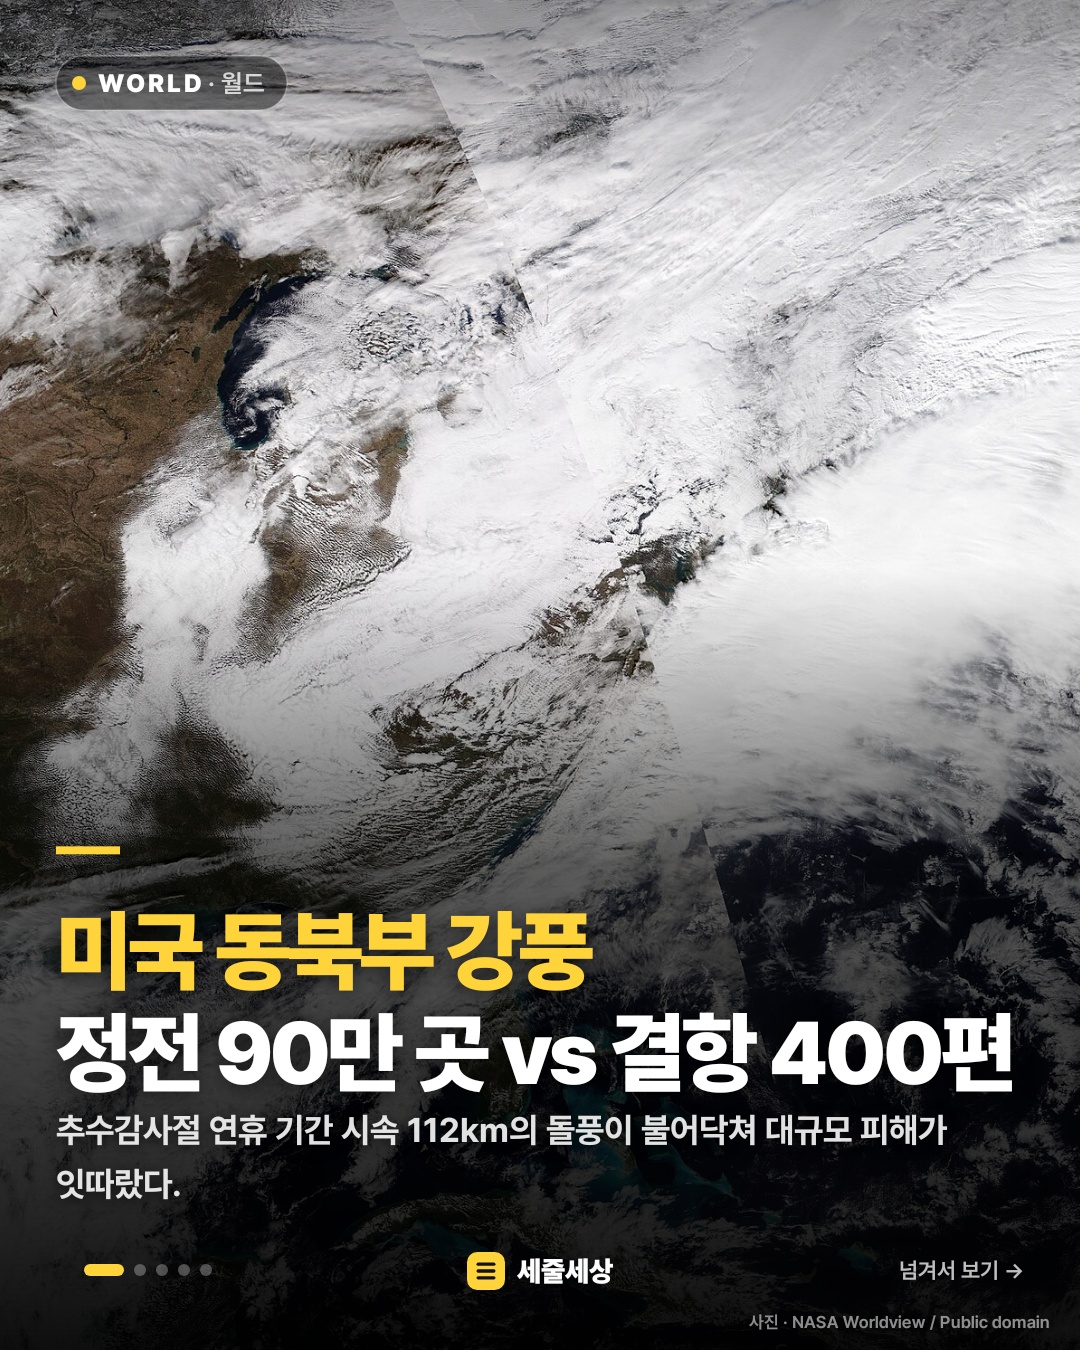 WORLD · 월드
미국 동북부 강풍
정전 90만 곳 vs 결항 400편
추수감사절 연휴 기간 시속 112km의 돌풍이 불어닥쳐 대규모 피해가
잇따랐다.
세줄세상
넘겨서 보기 →
사진 · NASA Worldview / Public domain